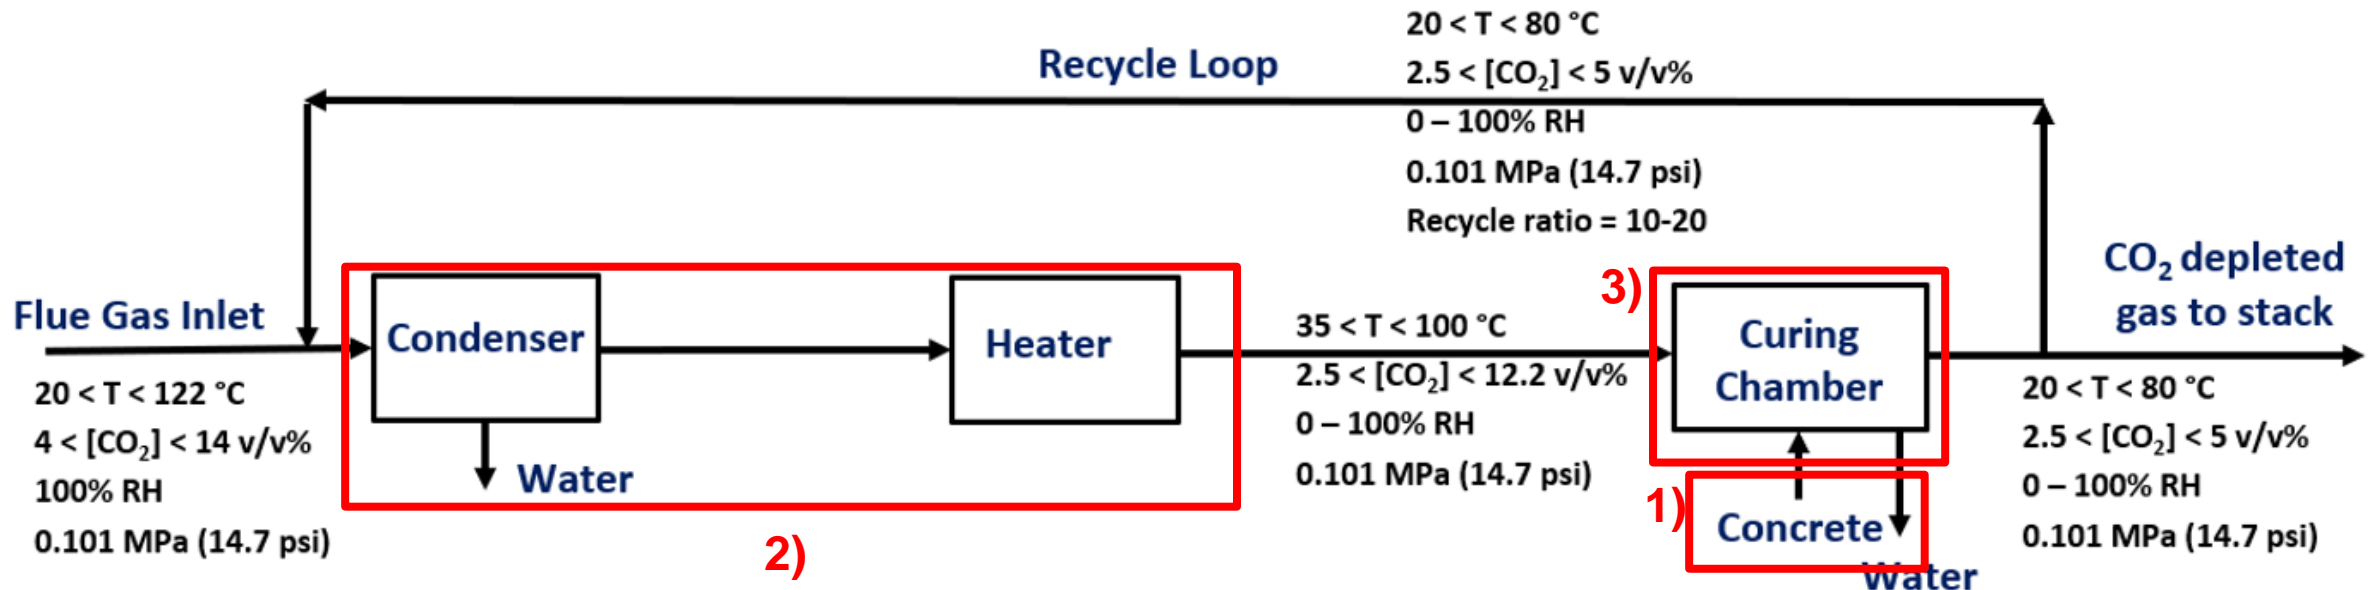 20 < T < 80 °C
Recycle Loop
2.5 < [CO₂] < 5 v/v%
0 – 100% RH
0.101 MPa (14.7 psi)
Recycle ratio = 10-20
Flue Gas Inlet
20 < T < 122 °C
4 < [CO₂] < 14 v/v%
100% RH
0.101 MPa (14.7 psi)
Condenser
Water
Heater
2)
35 < T < 100 °C
2.5 < [CO₂] < 12.2 v/v%
0 – 100% RH
0.101 MPa (14.7 psi)
3)
Curing
Chamber
1)
Concrete
Water
CO₂ depleted
gas to stack
20 < T < 80 °C
2.5 < [CO₂] < 5 v/v%
0 – 100% RH
0.101 MPa (14.7 psi)